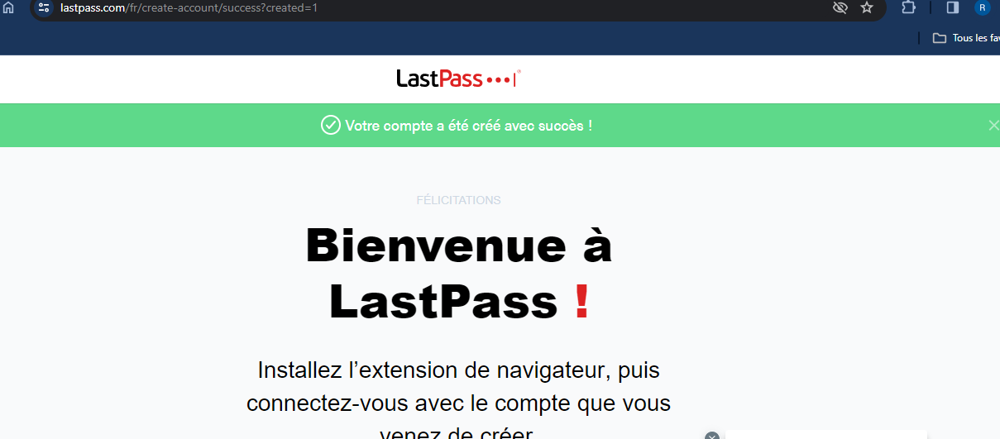 lastpass.com/fr/create-account/success?created=1
R
Tous les fav
LastPass
Votre compte a été créé avec succès !
FÉLICITATIONS
Bienvenue à
LastPass !
Installez l’extension de navigateur, puis
connectez-vous avec le compte que vous
venez de créer